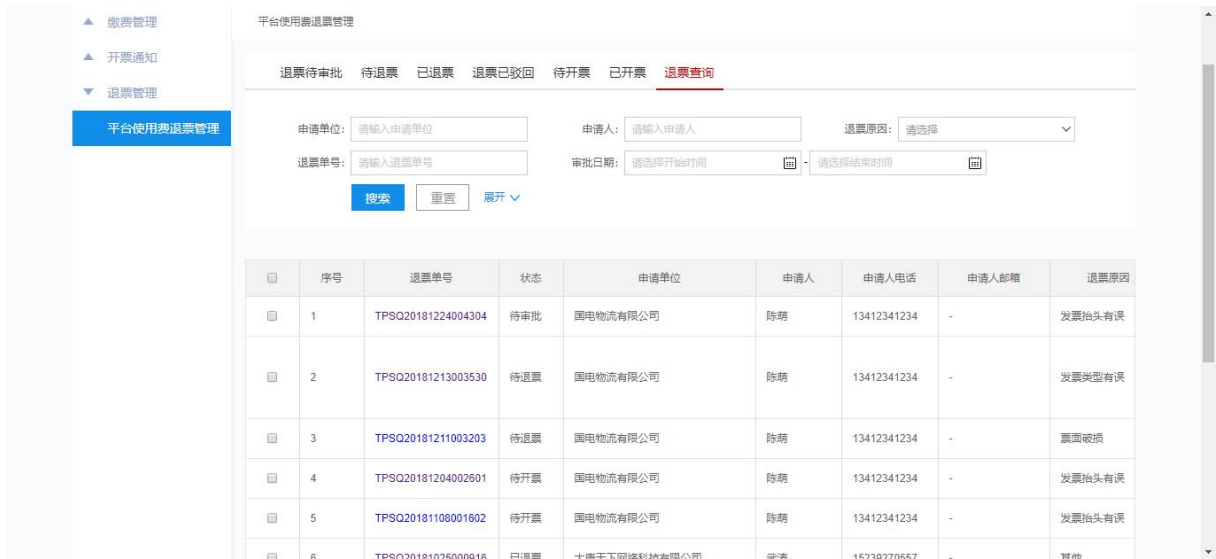 缴费管理
平台使用费退票管理
开票通知
退票待审批 待退票 已退票 退票已驳回 待开票 已开票 退票查询
退票管理
平台使用费退票管理
申请单位: 请输入申请单位 申请人: 请输入申请人 退票原因: 请选择
退票单号: 请输入退票单号 审批日期: 请选择开始时间 - 请选择结束时间
搜索 重置 展开
序号 退票单号 状态 申请单位 申请人 申请人电话 申请人邮箱 退票原因
1 TPSQ20181224004304 待审批 国电物流有限公司 陈萌 13412341234 - 发票抬头有误
2 TPSQ20181213003530 待退票 国电物流有限公司 陈萌 13412341234 - 发票类型有误
3 TPSQ20181211003203 待退票 国电物流有限公司 陈萌 13412341234 - 票面破损
4 TPSQ20181204002601 待开票 国电物流有限公司 陈萌 13412341234 - 发票抬头有误
5 TPSQ20181108001602 待开票 国电物流有限公司 陈萌 13412341234 - 发票抬头有误
6 TPSQ20181025000916 已退票 15239270557 - 其他